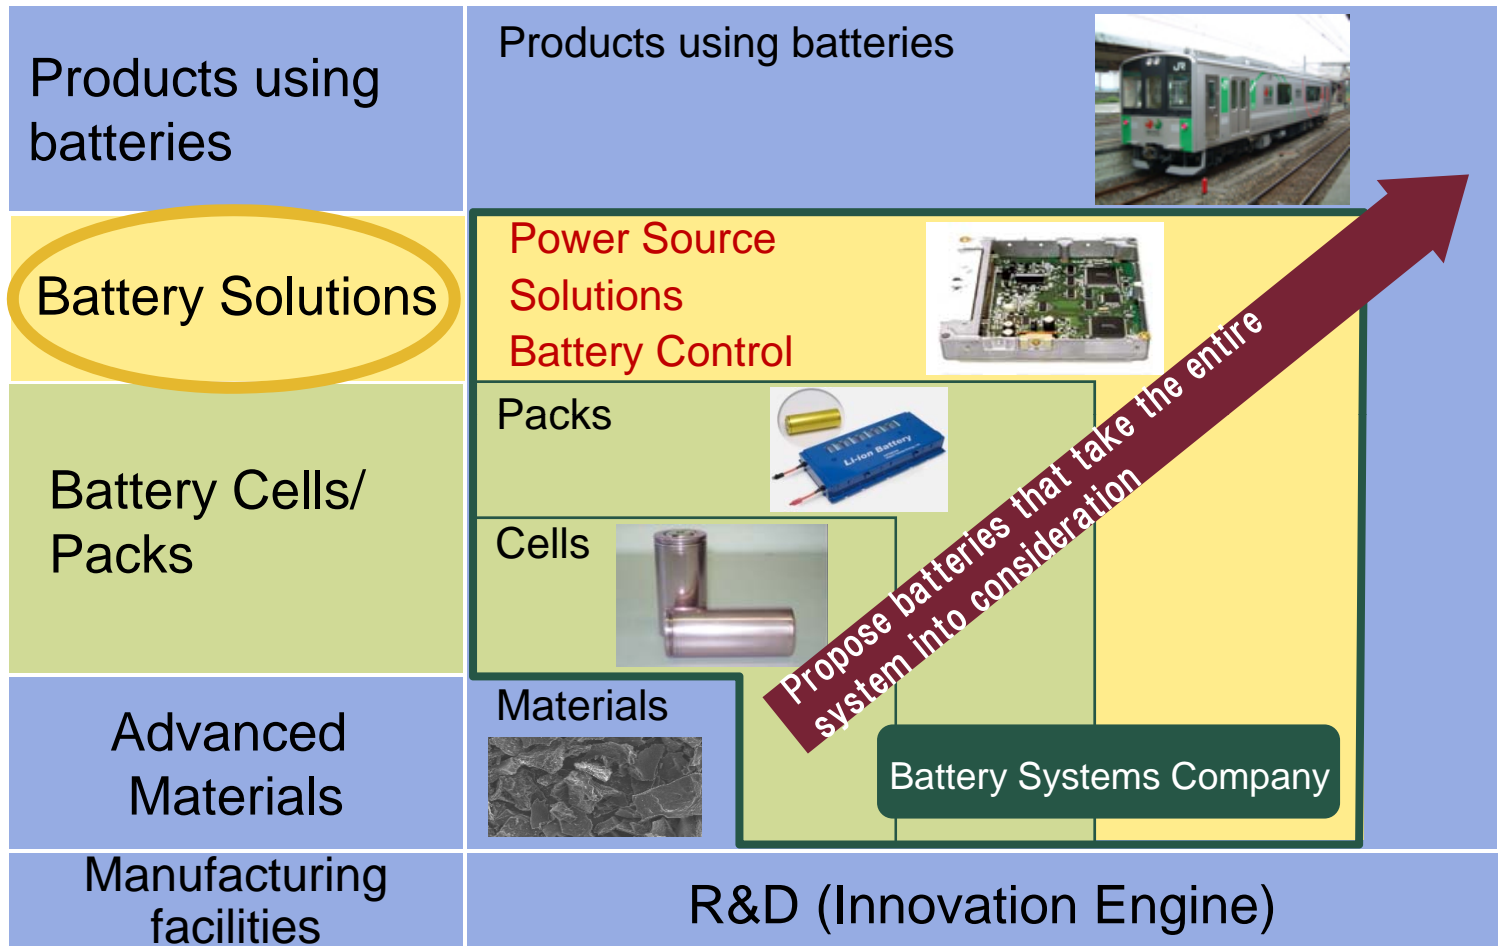 Products using
batteries
Products using batteries
JR
Battery Solutions
Power Source
Solutions
Battery Control
Battery Cells/
Packs
Packs
Li-ion Battery
Cells
Propose batteries that take the entire
system into consideration
Advanced
Materials
Materials
Battery Systems Company
Manufacturing
facilities
R&D (Innovation Engine)